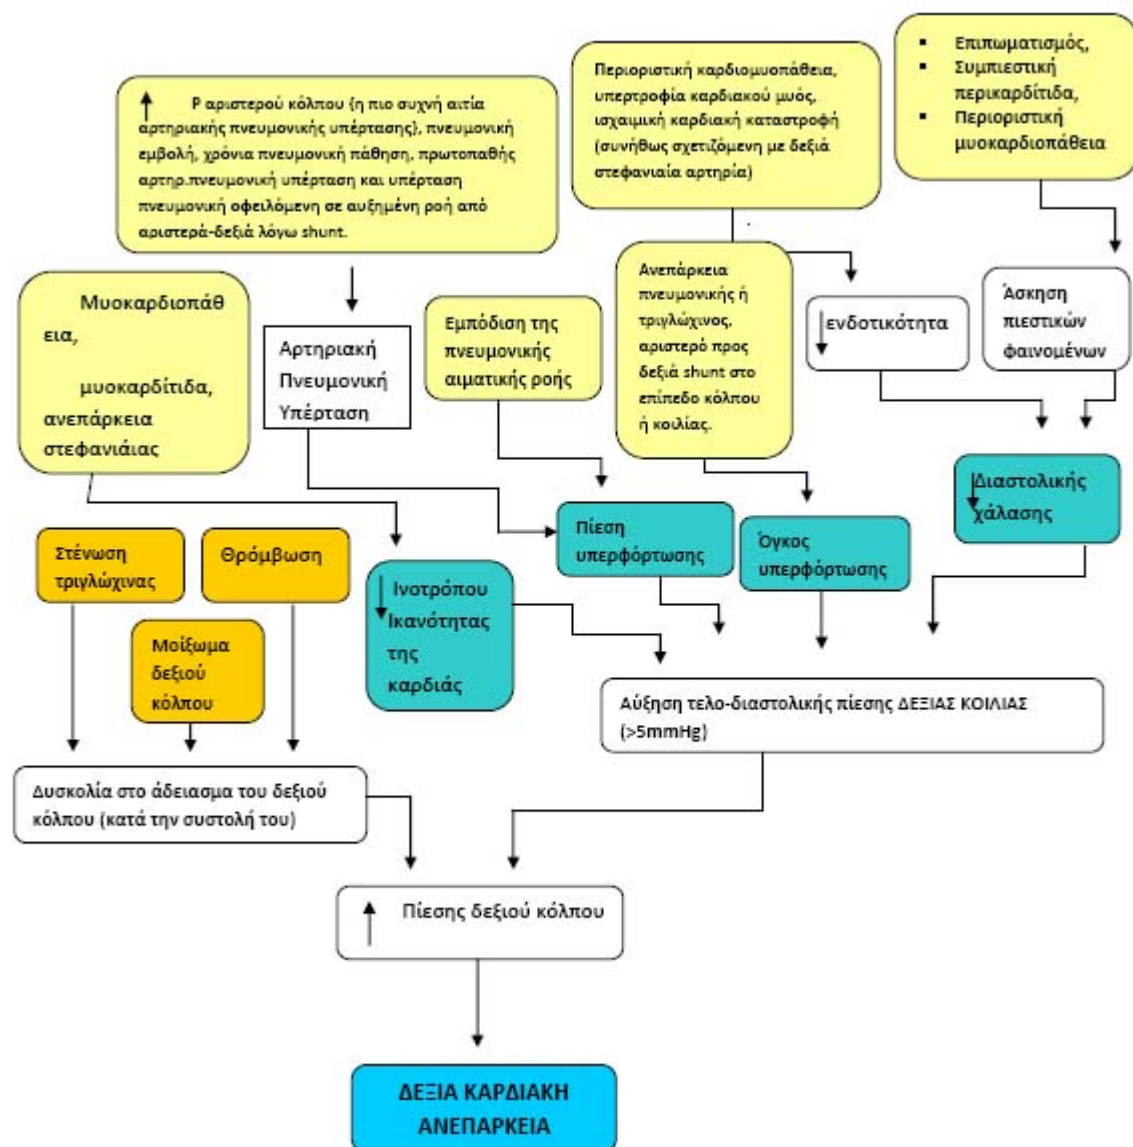 ↑ P αριστερού κόλπου {η πιο συχνή αιτία
αρτηριακής πνευμονικής υπέρτασης}, πνευμονική
εμβολή, χρόνια πνευμονική πάθηση, πρωτοπαθής
αρτηρ.πνευμονική υπέρταση και υπέρταση
πνευμονική οφειλόμενη σε αυξημένη ροή από
αριστερά-δεξιά λόγω shunt.
Περιοριστική καρδιομυοπάθεια,
υπερτροφία καρδιακού μυός,
ισχαιμική καρδιακή καταστροφή
(συνήθως σχετιζόμενη με δεξιά
στεφανιαία αρτηρία)
▪ Επιπωματισμός,
▪ Συμπιεστική
περικαρδίτιδα,
▪ Περιοριστική
μυοκαρδιοπάθεια
Μυοκαρδιοπάθ
εια,
μυοκαρδίτιδα,
ανεπάρκεια
στεφανιάιας
Αρτηριακή
Πνευμονική
Υπέρταση
Εμπόδιση της
πνευμονικής
αιματικής ροής
Ανεπάρκεια
πνευμονικής ή
τριγλώχινος,
αριστερό προς
δεξιά shunt στο
επίπεδο κόλπου
ή κοιλίας.
↓ ενδοτικότητα
Άσκηση
πιεστικών
φαινομένων
Στένωση
τριγλώχινας
Θρόμβωση
Μοίξωμα
δεξιού
κόλπου
↓ Ινοτρόπου
Ικανότητας
της
καρδιάς
Πίεση
υπερφόρτωσης
Όγκος
υπερφόρτωσης
↓ Διαστολικής
χάλασης
Αύξηση τελο-διαστολικής πίεσης ΔΕΞΙΑΣ ΚΟΙΛΙΑΣ
(>5mmHg)
Δυσκολία στο άδειασμα του δεξιού
κόλπου (κατά την συστολή του)
↑ Πίεσης δεξιού κόλπου
ΔΕΞΙΑ ΚΑΡΔΙΑΚΗ
ΑΝΕΠΑΡΚΕΙΑ